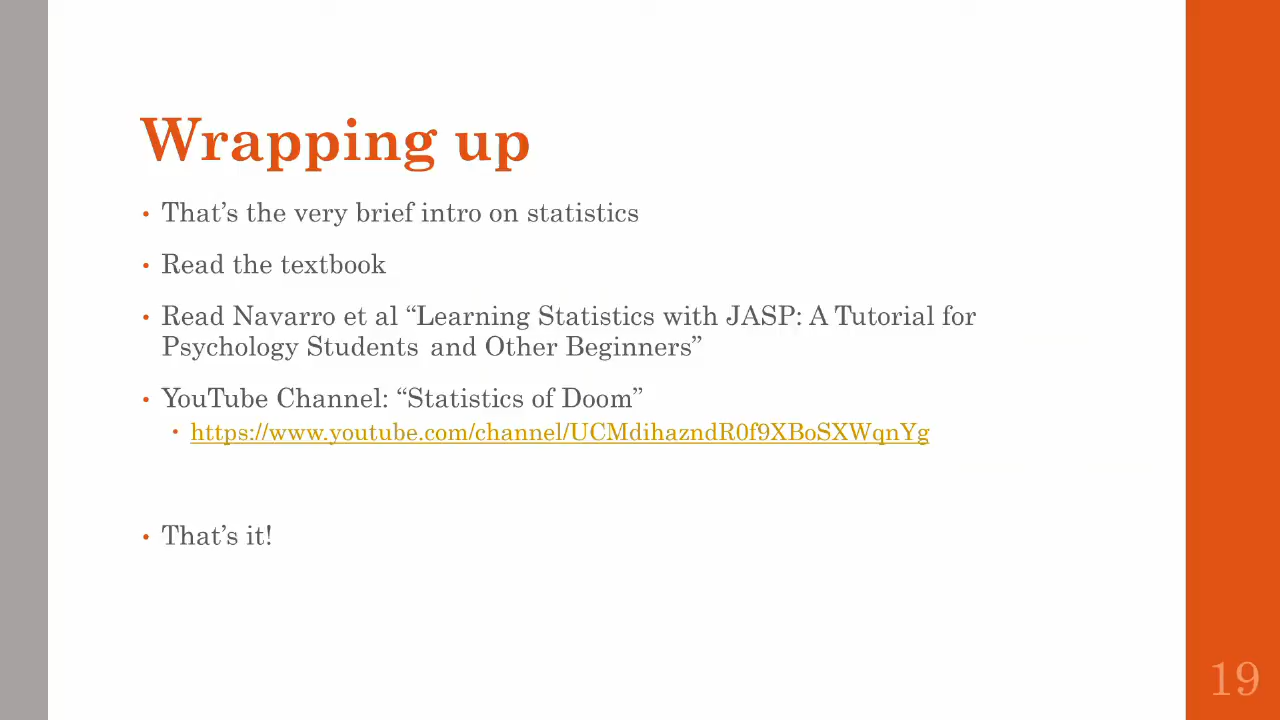 Wrapping up
• That’s the very brief intro on statistics
• Read the textbook
• Read Navarro et al “Learning Statistics with JASP: A Tutorial for
Psychology Students and Other Beginners”
• YouTube Channel: “Statistics of Doom”
• https://www.youtube.com/channel/UCMdihazndR0f9XBoSXWqnYg
• That’s it!
19